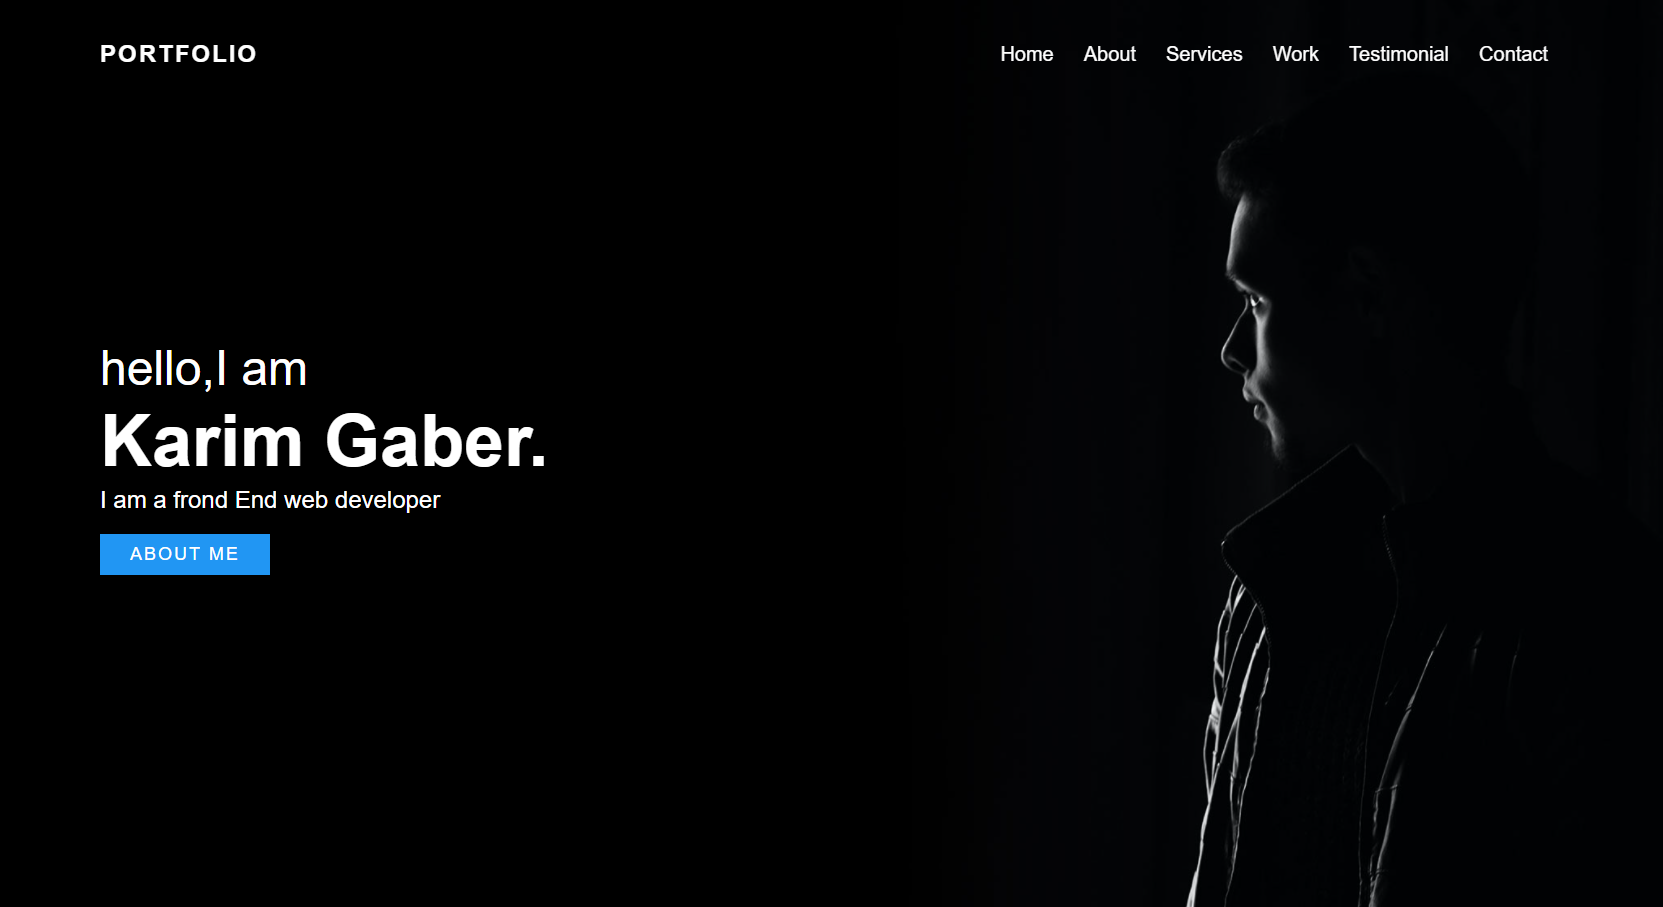 PORTFOLIO
Home About Services Work Testimonial Contact
hello,I am
Karim Gaber.
I am a frond End web developer
ABOUT ME